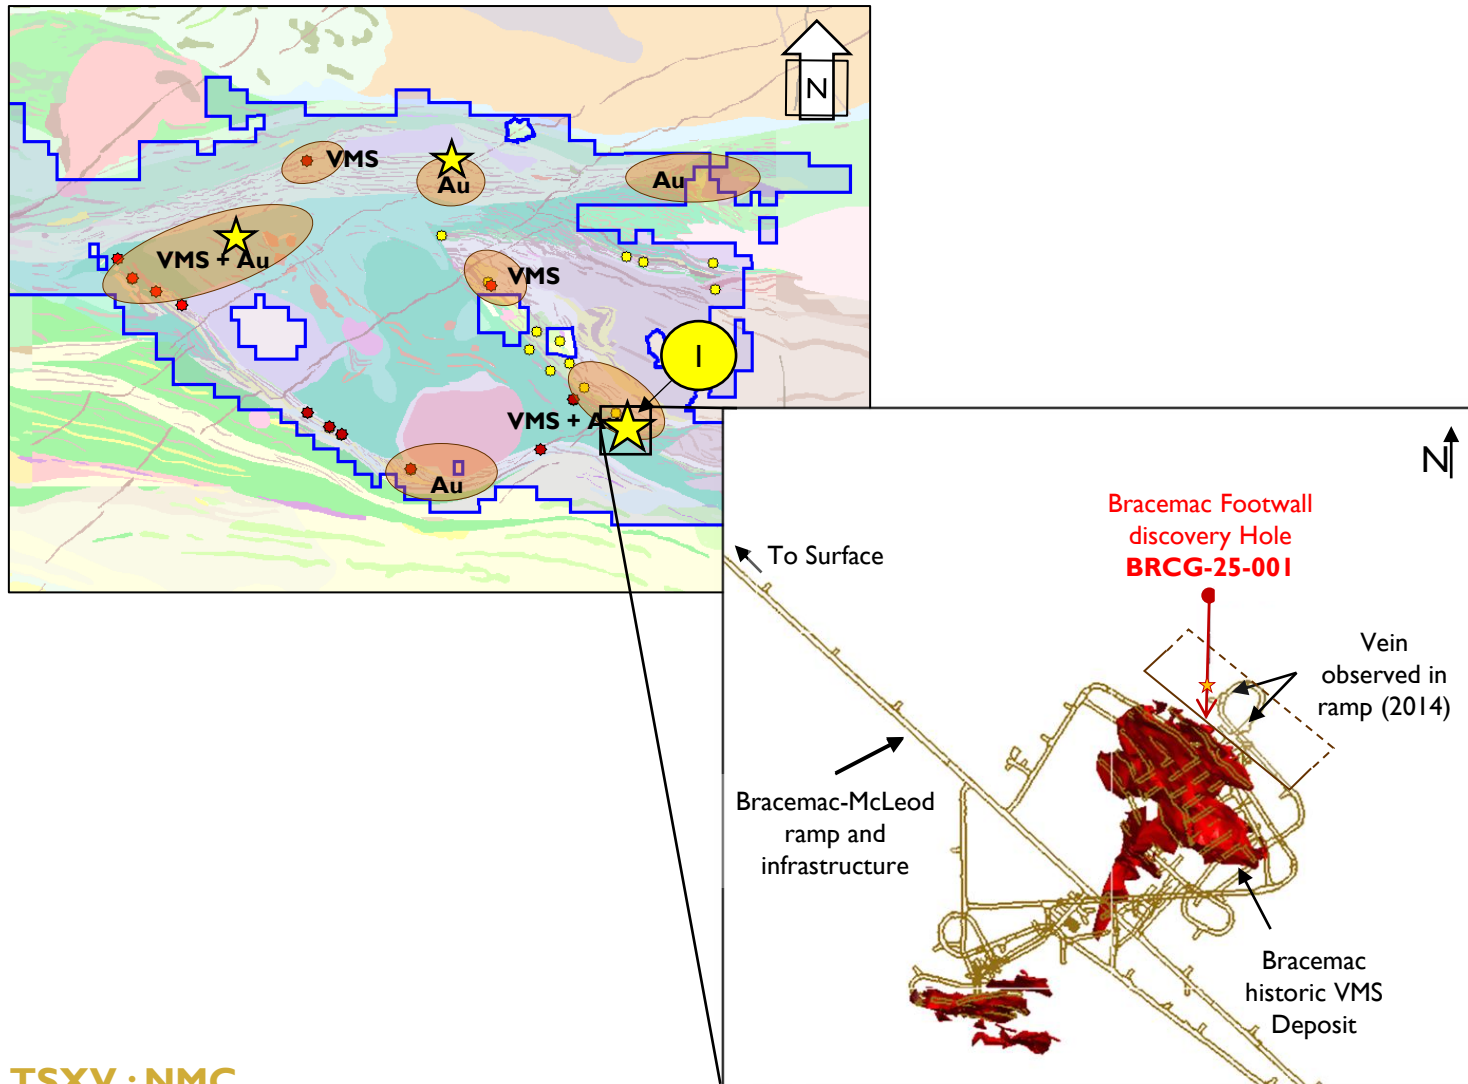 N
VMS
Au
Au
VMS + Au
VMS
1
VMS + A
Au
N
Bracemac Footwall
discovery Hole
BRCG-25-001
To Surface
Vein
observed in
ramp (2014)
Bracemac-McLeod
ramp and
infrastructure
Bracemac
historic VMS
Deposit
TSXV : NMC